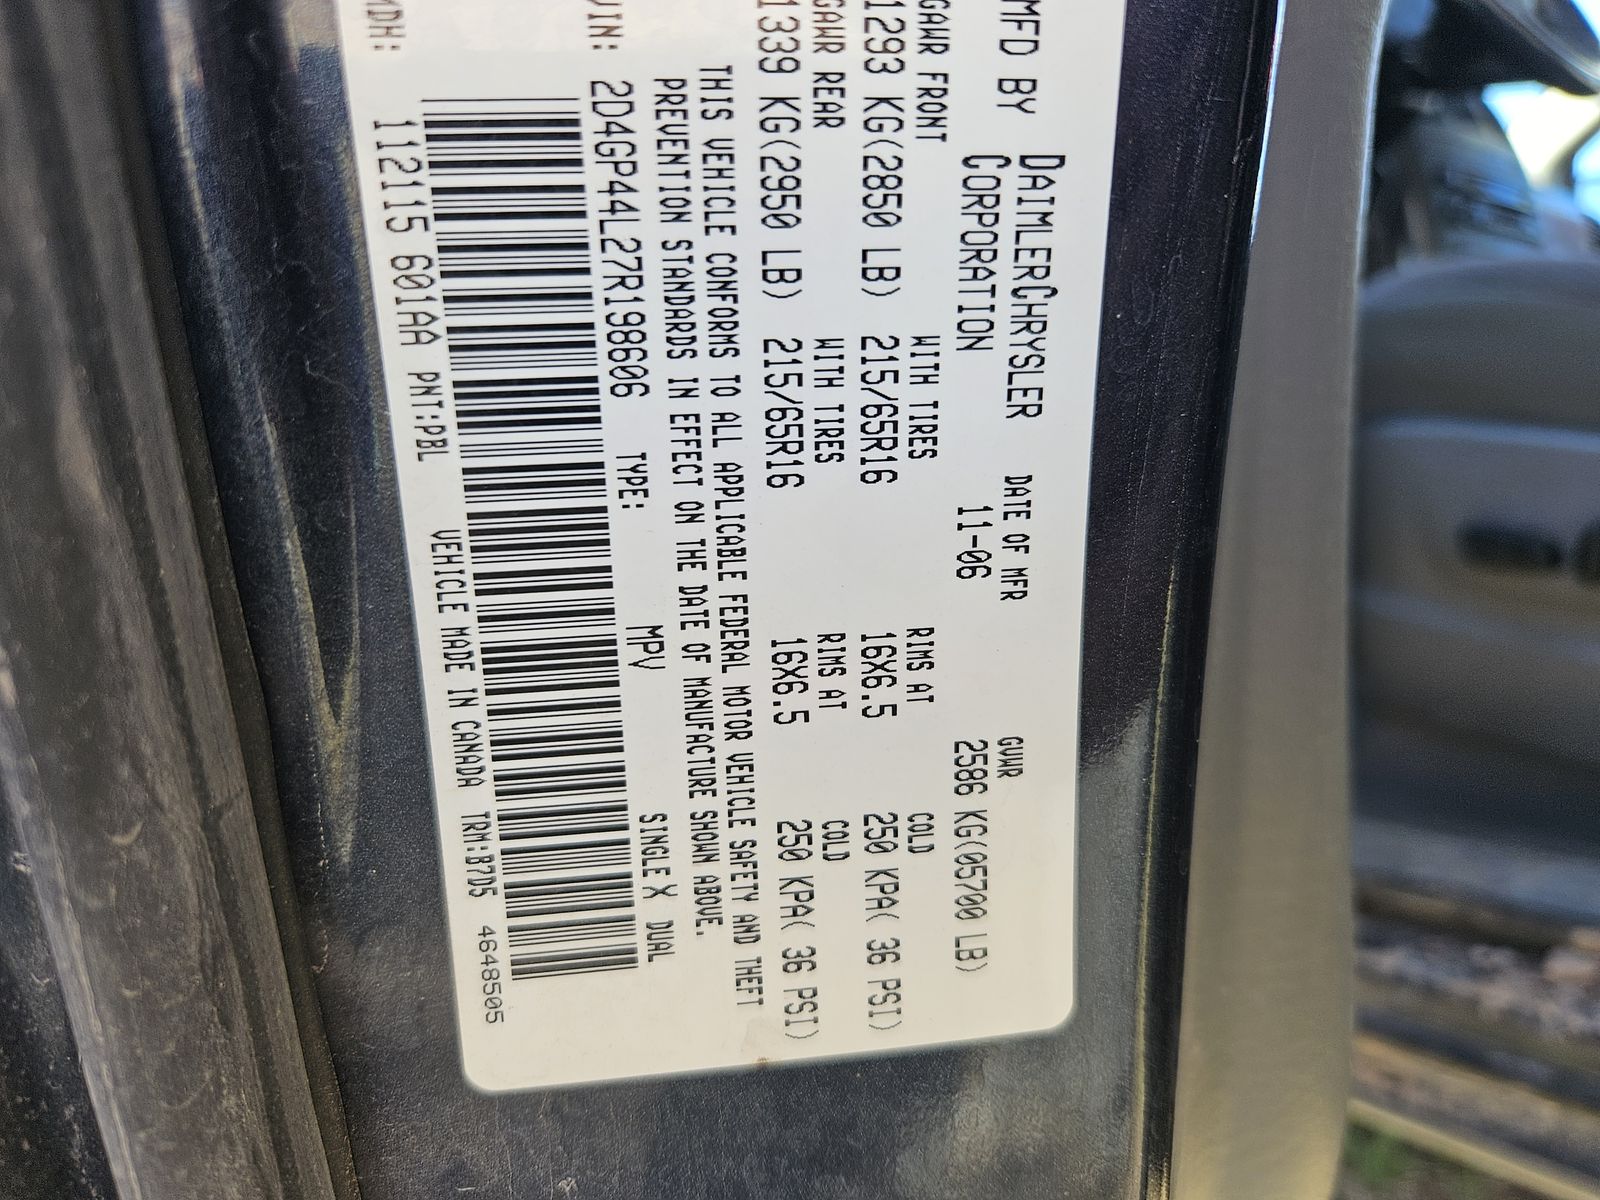 MFD BY DAIMLERCHRYSLER CORPORATION DATE OF MFR 11-06 GVWR 2586 KG(05700 LB)
GAWR FRONT WITH TIRES RIMS AT COLD
1293 KG(2850 LB) 215/65R16 16X6.5 250 KPA( 36 PSI)
GAWR REAR WITH TIRES RIMS AT COLD
1339 KG(2950 LB) 215/65R16 16X6.5 250 KPA( 36 PSI)
THIS VEHICLE CONFORMS TO ALL APPLICABLE FEDERAL MOTOR VEHICLE SAFETY AND THEFT
PREVENTION STANDARDS IN EFFECT ON THE DATE OF MANUFACTURE SHOWN ABOVE.
VIN: 2D4GP44L27R198606 TYPE: MPV SINGLE X DUAL
MDH: 112115 601AA PNT:PBL VEHICLE MADE IN CANADA TRM:B7D5 4648505